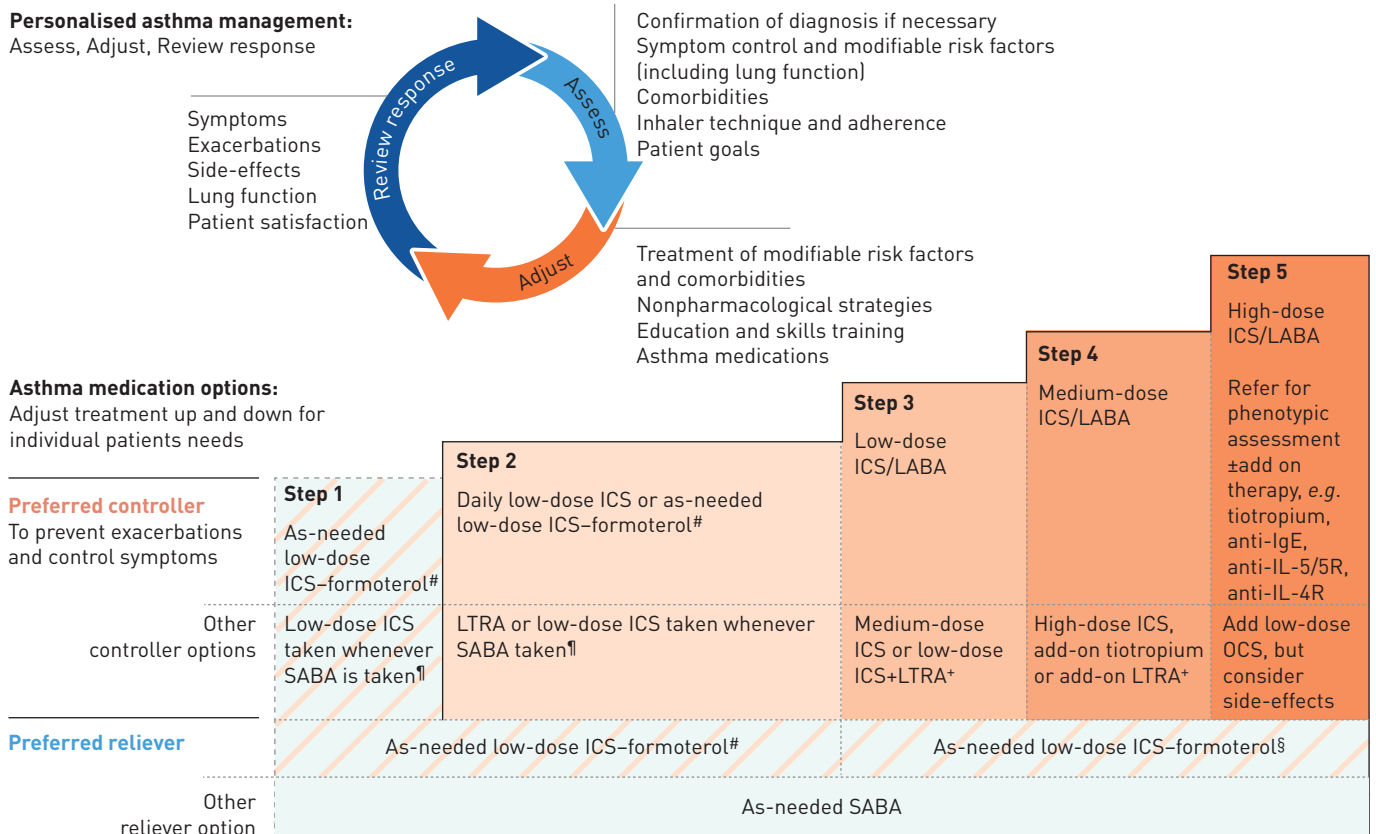 Personalised asthma management:
Assess, Adjust, Review response
Symptoms
Exacerbations
Side-effects
Lung function
Patient satisfaction
Review response
Assess
Adjust
Confirmation of diagnosis if necessary
Symptom control and modifiable risk factors
(including lung function)
Comorbidities
Inhaler technique and adherence
Patient goals
Treatment of modifiable risk factors
and comorbidities
Nonpharmacological strategies
Education and skills training
Asthma medications
Asthma medication options:
Adjust treatment up and down for
individual patients needs
Preferred controller
To prevent exacerbations
and control symptoms
Step 1
As-needed
low-dose
ICS–formoterol#
Step 2
Daily low-dose ICS or as-needed
low-dose ICS–formoterol#
Step 3
Low-dose
ICS/LABA
Step 4
Medium-dose
ICS/LABA
Step 5
High-dose
ICS/LABA
Refer for
phenotypic
assessment
±add on
therapy, e.g.
tiotropium,
anti-IgE,
anti-IL-5/5R,
anti-IL-4R
Other
controller options
Low-dose ICS
taken whenever
SABA is taken¶
LTRA or low-dose ICS taken whenever
SABA taken¶
Medium-dose
ICS or low-dose
ICS+LTRA+
High-dose ICS,
add-on tiotropium
or add-on LTRA+
Add low-dose
OCS, but
consider
side-effects
Preferred reliever
As-needed low-dose ICS–formoterol#
As-needed low-dose ICS–formoterol§
Other
reliever option
As-needed SABA